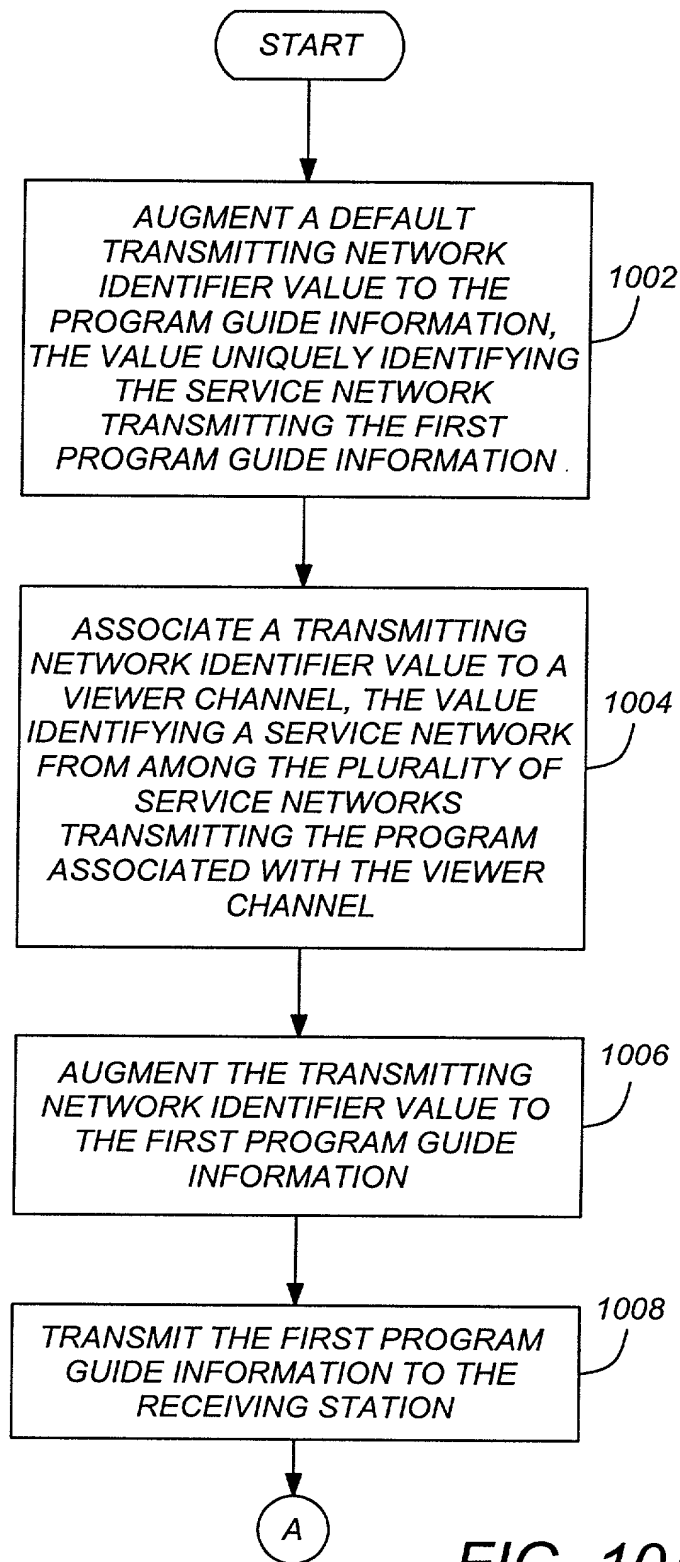 START
AUGMENT A DEFAULT
TRANSMITTING NETWORK
IDENTIFIER VALUE TO THE
PROGRAM GUIDE INFORMATION,
THE VALUE UNIQUELY IDENTIFYING
THE SERVICE NETWORK
TRANSMITTING THE FIRST
PROGRAM GUIDE INFORMATION .
1002
ASSOCIATE A TRANSMITTING
NETWORK IDENTIFIER VALUE TO A
VIEWER CHANNEL, THE VALUE
IDENTIFYING A SERVICE NETWORK
FROM AMONG THE PLURALITY OF
SERVICE NETWORKS
TRANSMITTING THE PROGRAM
ASSOCIATED WITH THE VIEWER
CHANNEL
1004
AUGMENT THE TRANSMITTING
NETWORK IDENTIFIER VALUE TO
THE FIRST PROGRAM GUIDE
INFORMATION
1006
TRANSMIT THE FIRST PROGRAM
GUIDE INFORMATION TO THE
RECEIVING STATION
1008
A
FIG.